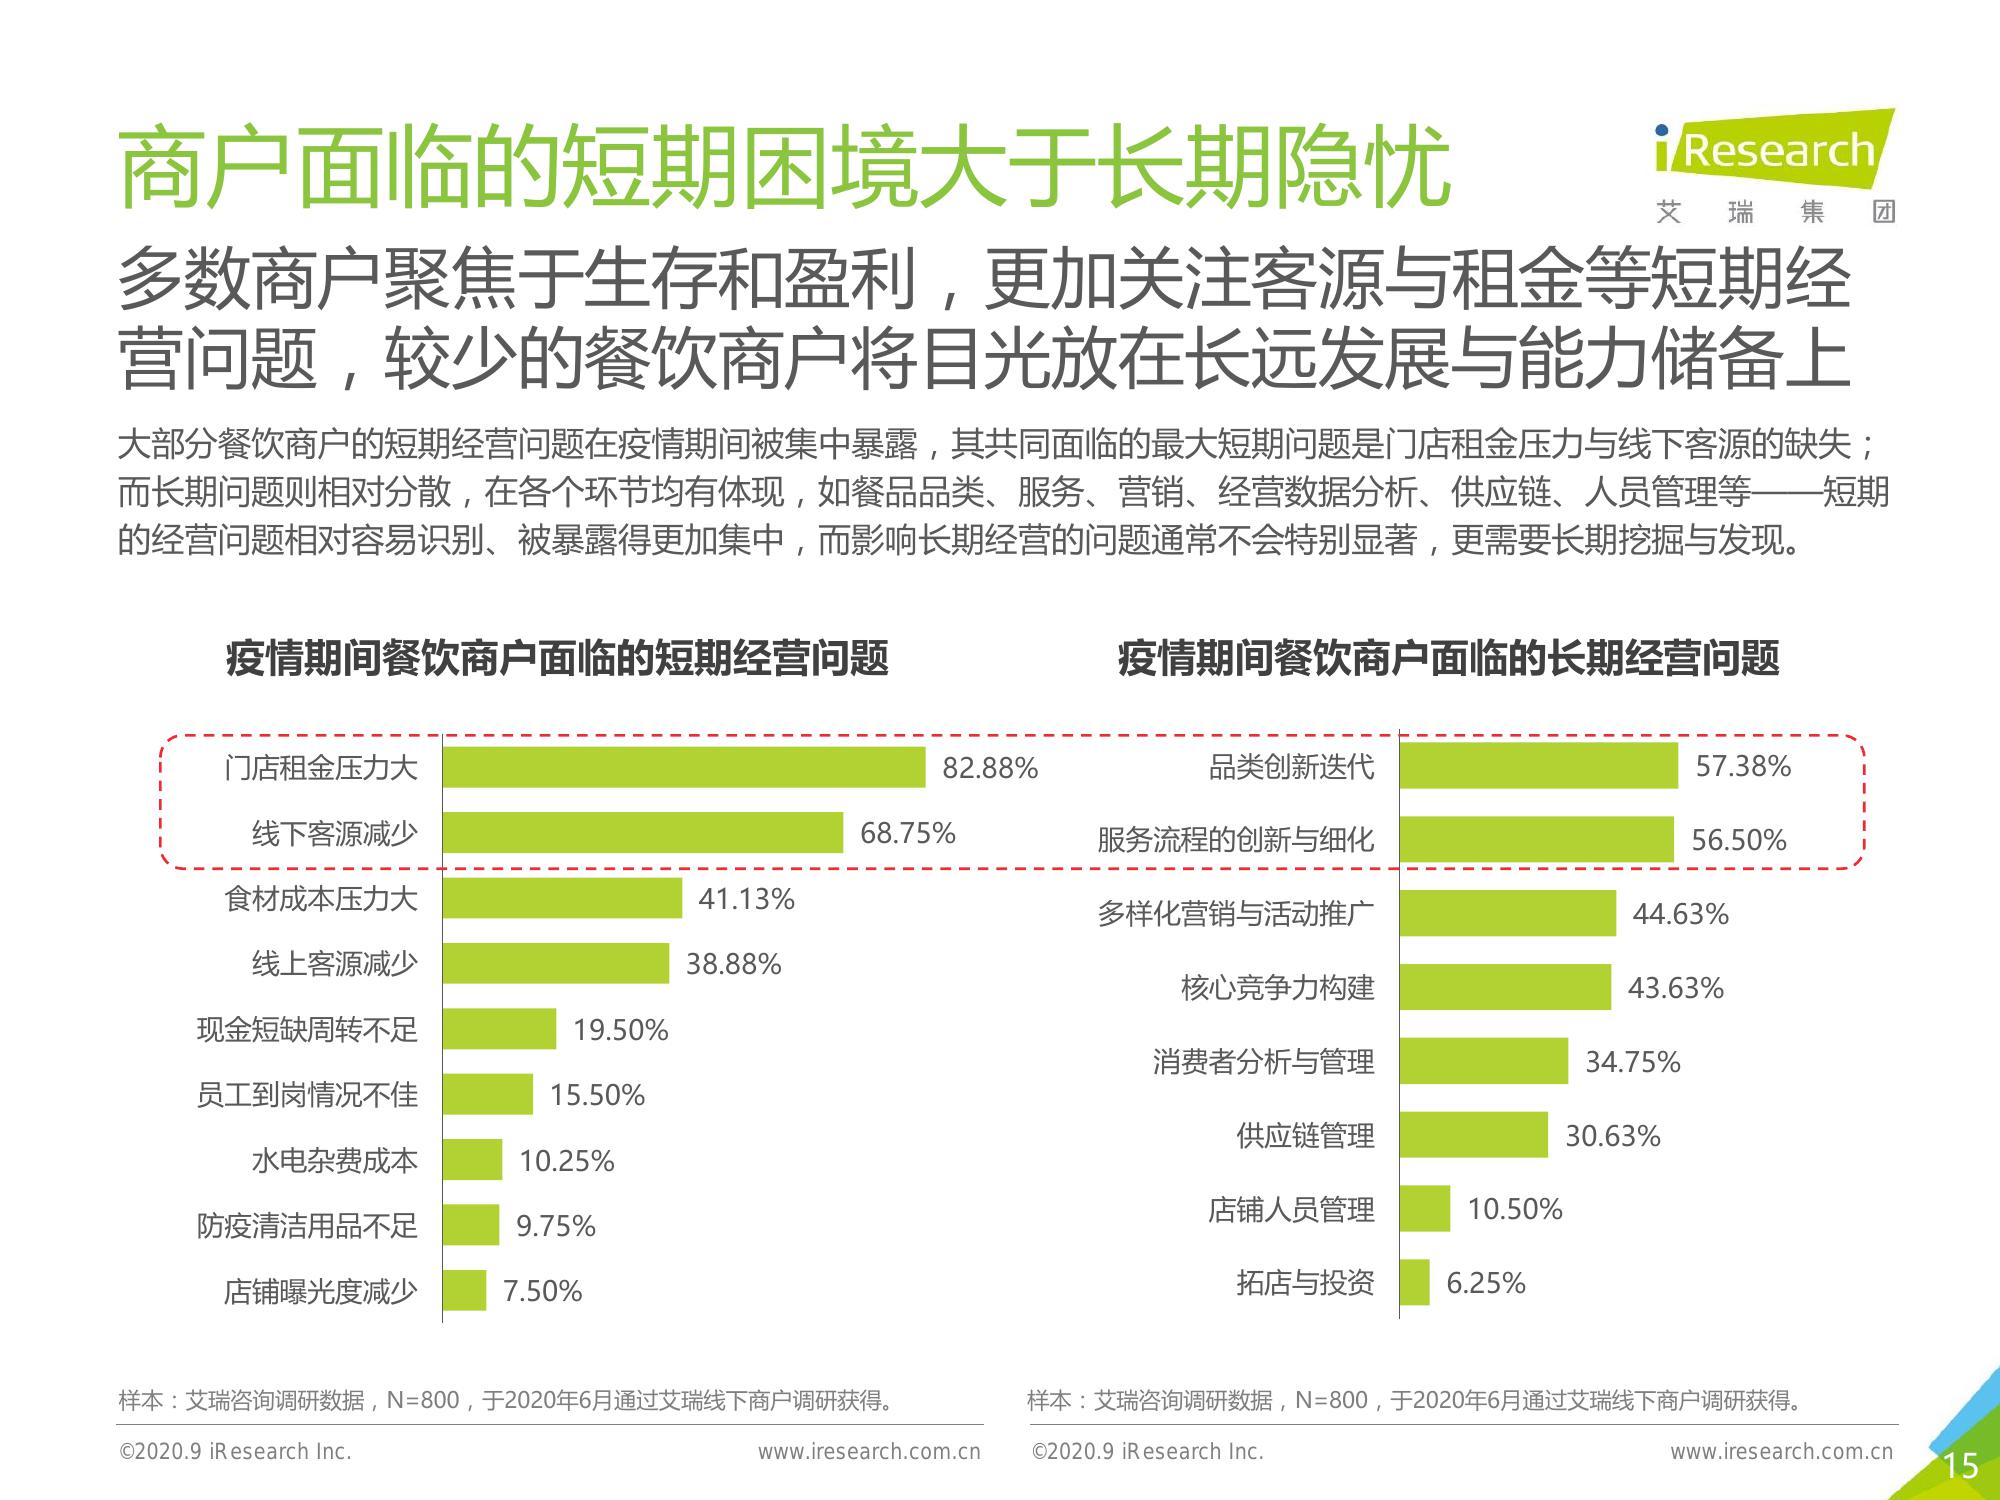 商户面临的短期困境大于长期隐忧
iResearch
艾瑞集团
多数商户聚焦于生存和盈利，更加关注客源与租金等短期经
营问题，较少的餐饮商户将目光放在长远发展与能力储备上
大部分餐饮商户的短期经营问题在疫情期间被集中暴露，其共同面临的最大短期问题是门店租金压力与线下客源的缺失；
而长期问题则相对分散，在各个环节均有体现，如餐品品类、服务、营销、经营数据分析、供应链、人员管理等——短期
的经营问题相对容易识别、被暴露得更加集中，而影响长期经营的问题通常不会特别显著，更需要长期挖掘与发现。
疫情期间餐饮商户面临的短期经营问题
门店租金压力大 82.88%
线下客源减少 68.75%
食材成本压力大 41.13%
线上客源减少 38.88%
现金短缺周转不足 19.50%
员工到岗情况不佳 15.50%
水电杂费成本 10.25%
防疫清洁用品不足 9.75%
店铺曝光度减少 7.50%
样本：艾瑞咨询调研数据，N=800，于2020年6月通过艾瑞线下商户调研获得。
©2020.9 iResearch Inc. www.iresearch.com.cn
疫情期间餐饮商户面临的长期经营问题
品类创新迭代 57.38%
服务流程的创新与细化 56.50%
多样化营销与活动推广 44.63%
核心竞争力构建 43.63%
消费者分析与管理 34.75%
供应链管理 30.63%
店铺人员管理 10.50%
拓店与投资 6.25%
样本：艾瑞咨询调研数据，N=800，于2020年6月通过艾瑞线下商户调研获得。
©2020.9 iResearch Inc. www.iresearch.com.cn
15